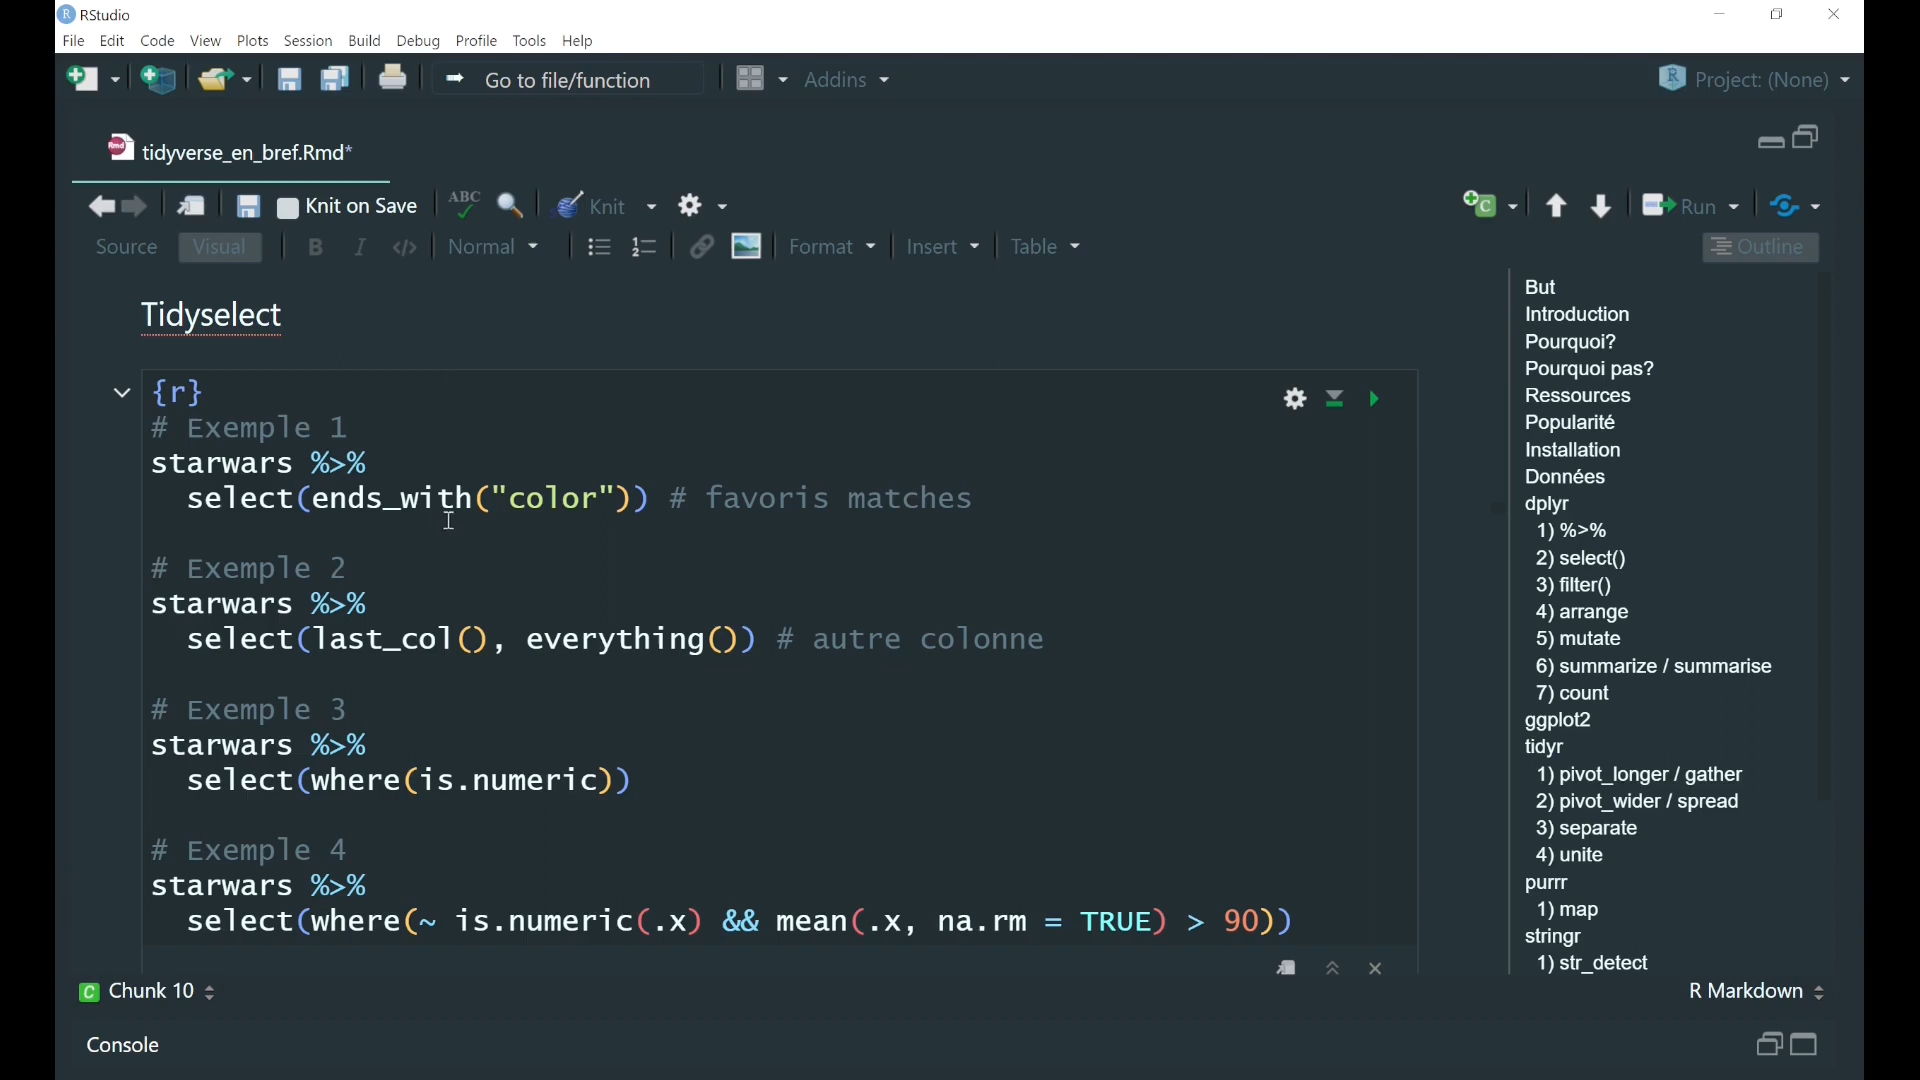 RStudio
File Edit Code View Plots Session Build Debug Profile Tools Help
Go to file/function Addins Project: (None)
tidyverse_en_bref.Rmd*
Knit on Save ABC Knit Run
Source Visual B I </> Normal Format Insert Table Outline
Tidyselect
{r}
# Exemple 1
starwars %>%
select(ends_with("color")) # favoris matches
# Exemple 2
starwars %>%
select(last_col(), everything()) # autre colonne
# Exemple 3
starwars %>%
select(where(is.numeric))
# Exemple 4
starwars %>%
select(where(~ is.numeric(.x) && mean(.x, na.rm = TRUE) > 90))
But
Introduction
Pourquoi?
Pourquoi pas?
Ressources
Popularité
Installation
Données
dplyr
1) %>%
2) select()
3) filter()
4) arrange
5) mutate
6) summarize / summarise
7) count
ggplot2
tidyr
1) pivot_longer / gather
2) pivot_wider / spread
3) separate
4) unite
purrr
1) map
stringr
1) str_detect
C Chunk 10 R Markdown
Console